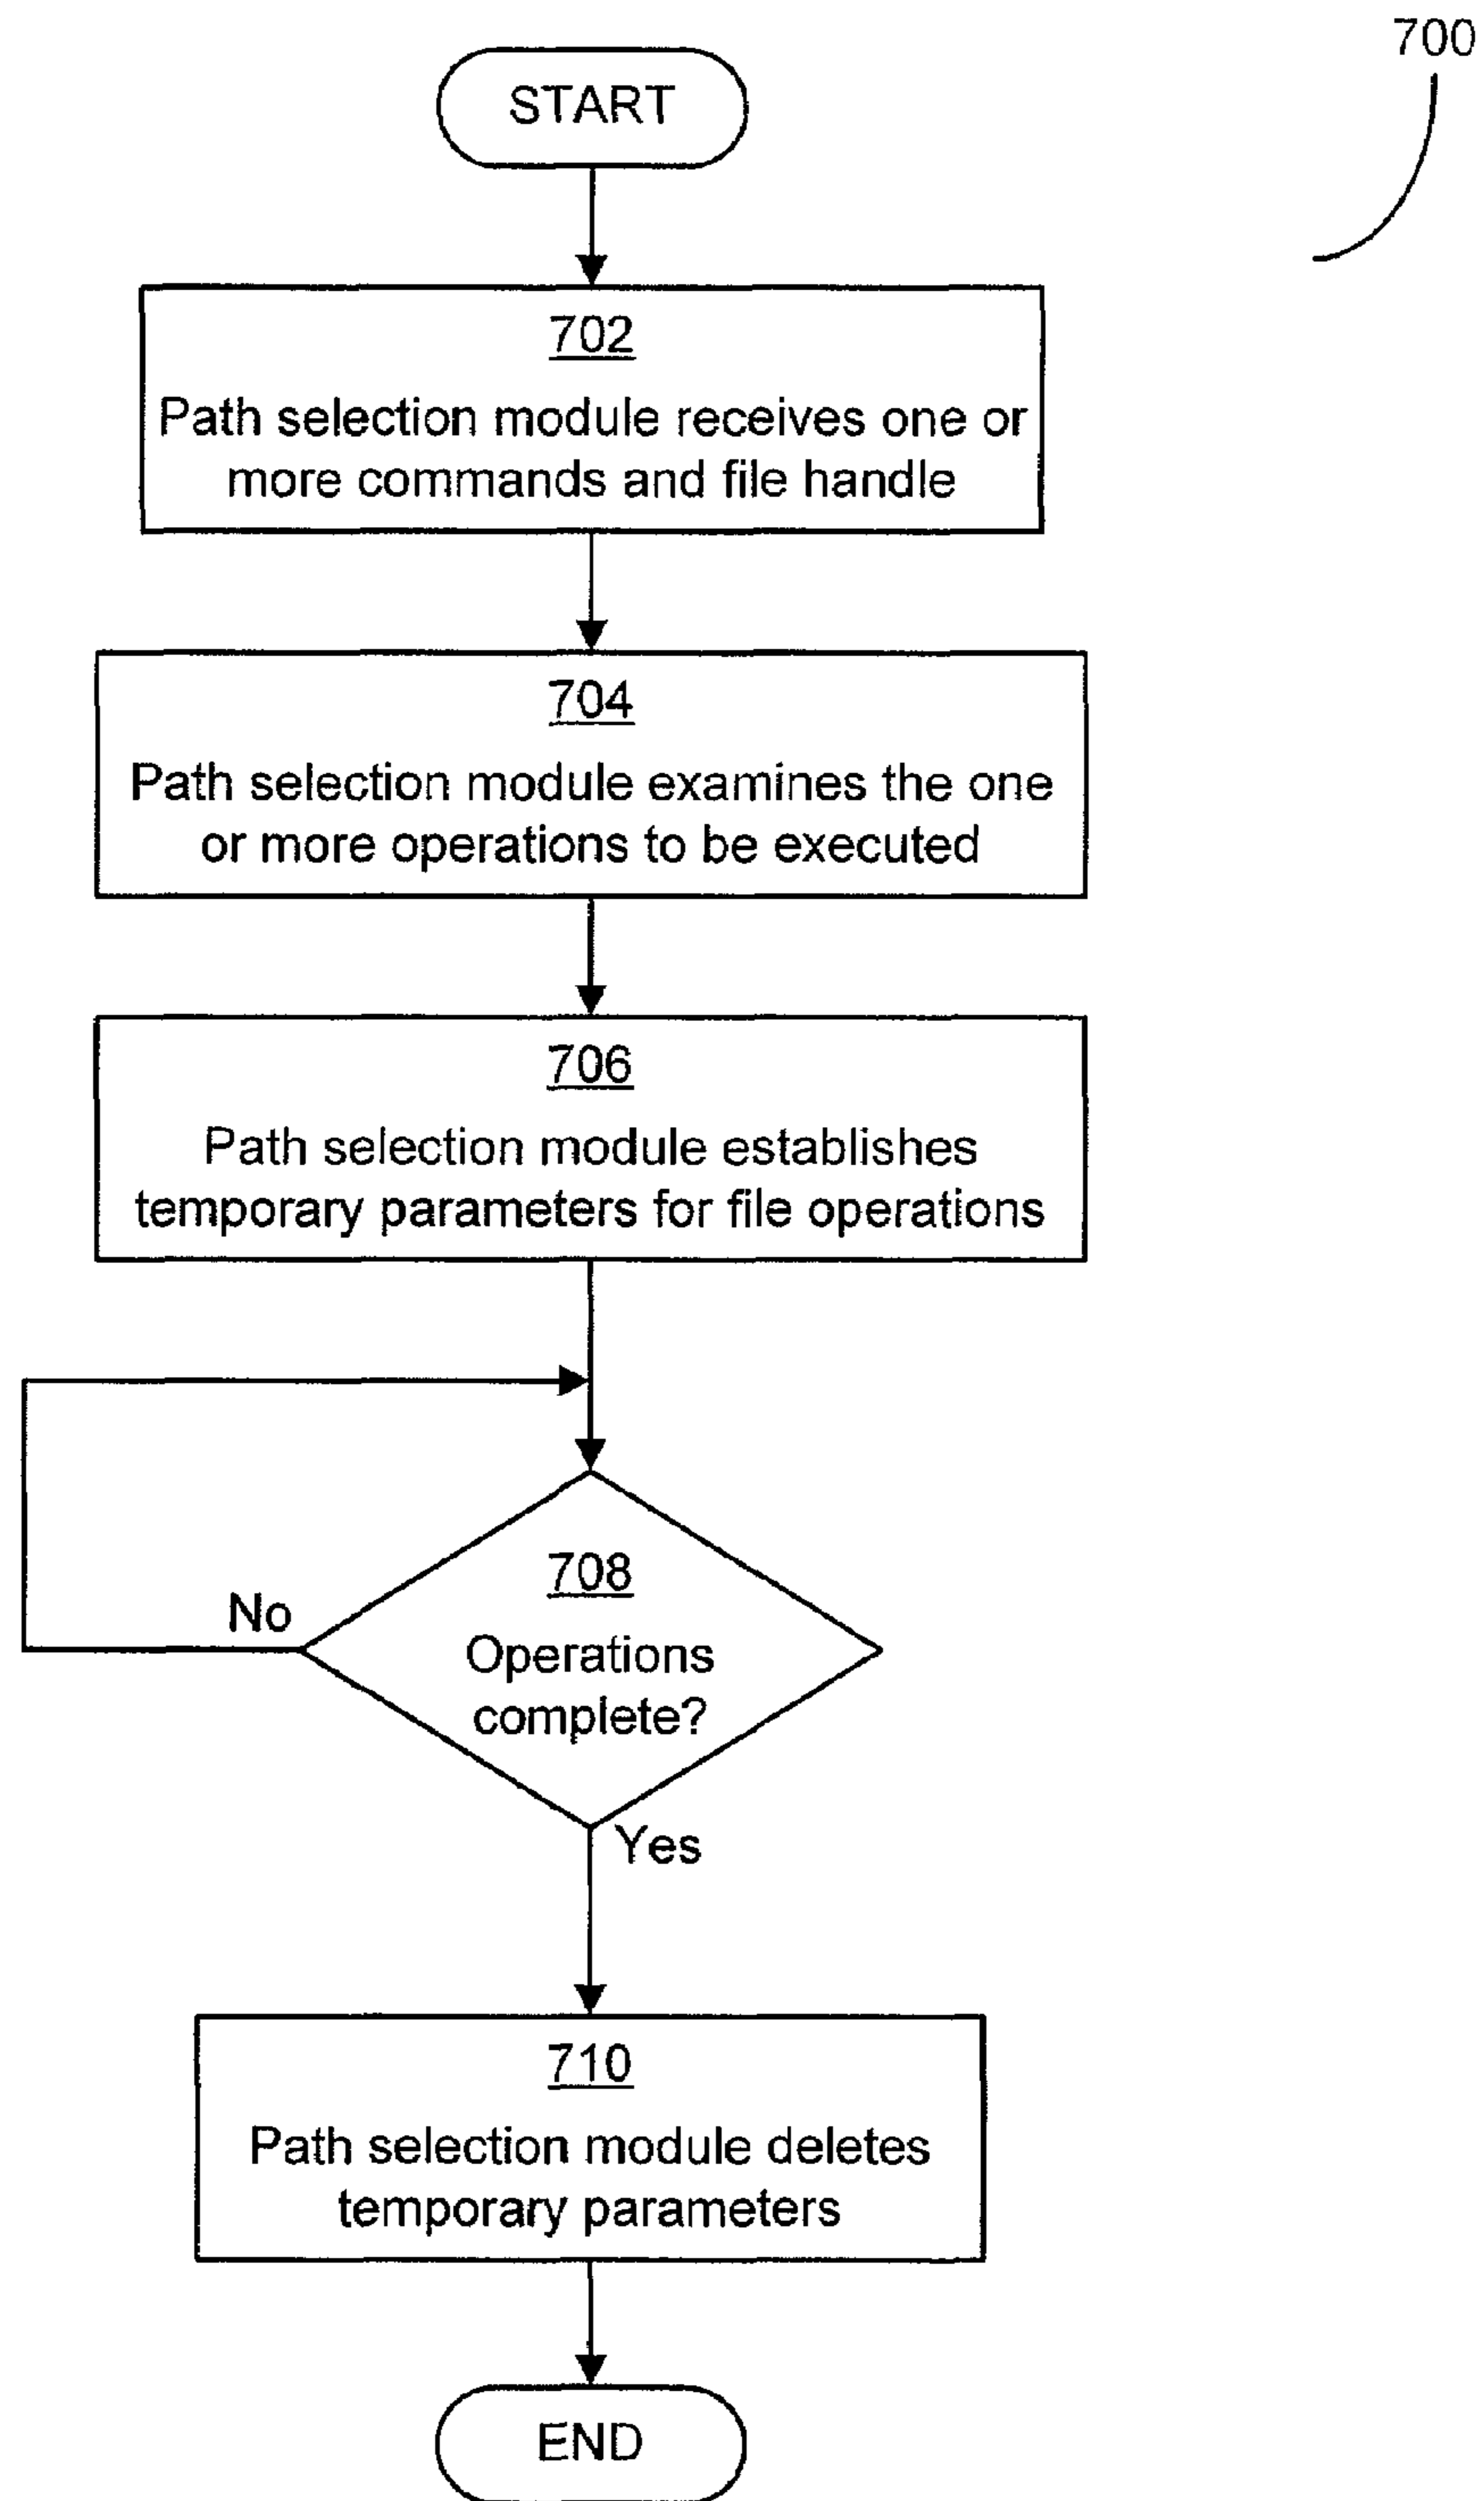 700
START
702
Path selection module receives one or
more commands and file handle
704
Path selection module examines the one
or more operations to be executed
706
Path selection module establishes
temporary parameters for file operations
708
No
Operations
complete?
Yes
710
Path selection module deletes
temporary parameters
END